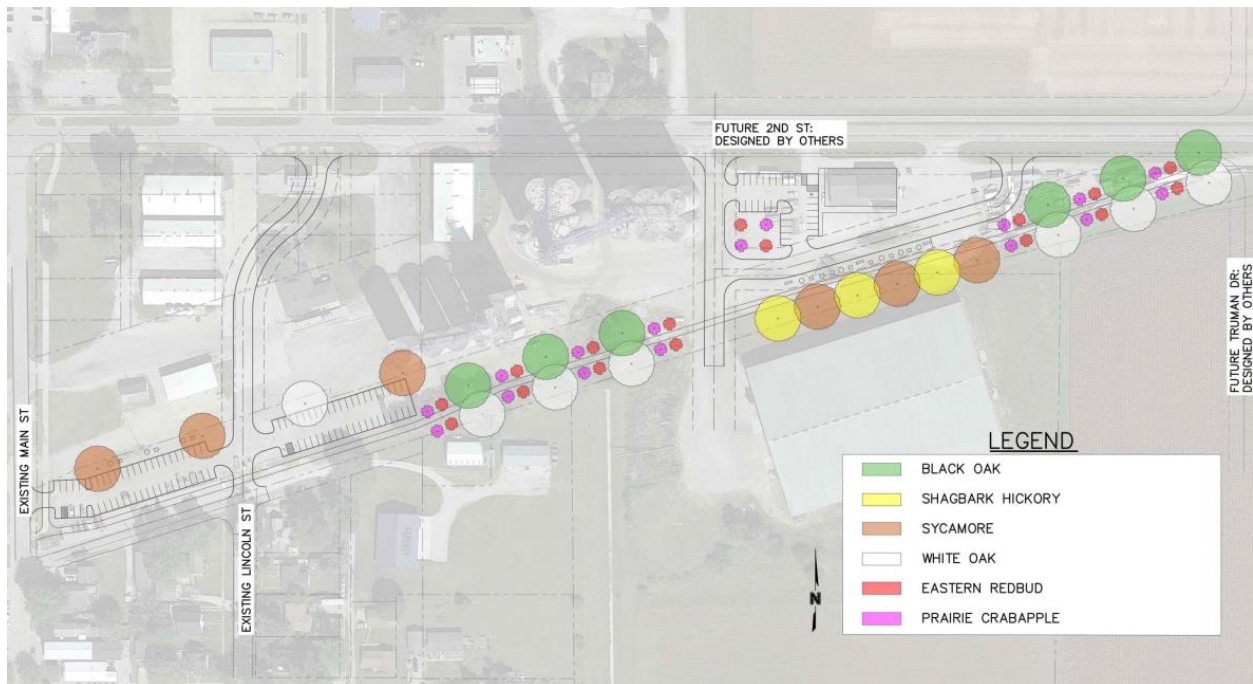 FUTURE 2ND ST:
DESIGNED BY OTHERS
FUTURE TRUMAN DR:
DESIGNED BY OTHERS
EXISTING MAIN ST
EXISTING LINCOLN ST
LEGEND
BLACK OAK
SHAGBARK HICKORY
SYCAMORE
WHITE OAK
EASTERN REDBUD
PRAIRIE CRABAPPLE
N